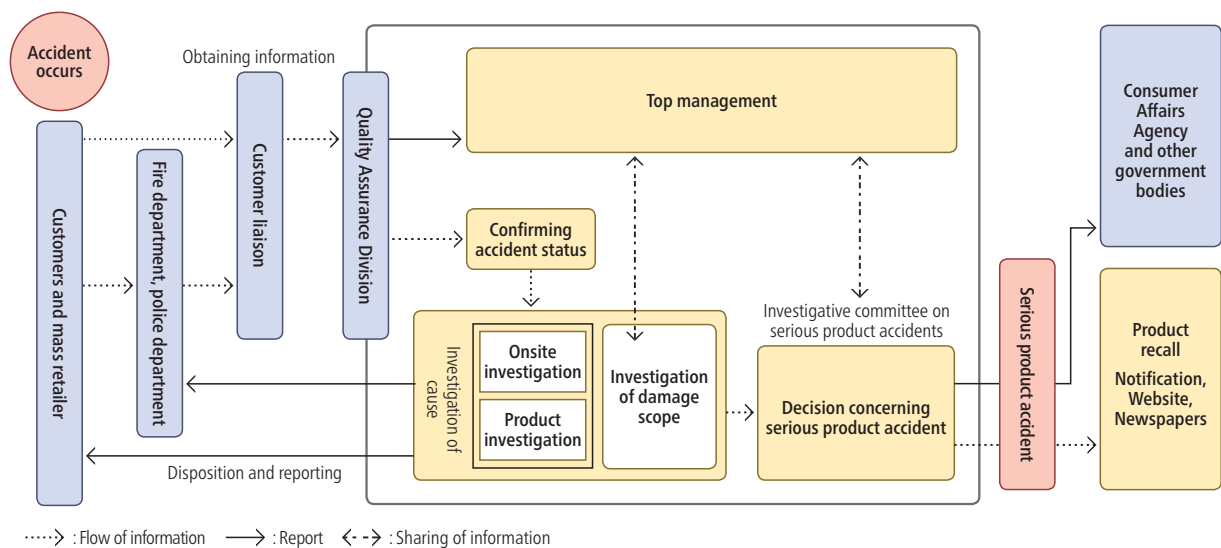 Accident
occurs
Obtaining information
Customers and mass retailer
Fire department, police department
Customer liaison
Quality Assurance Division
Top management
Confirming
accident status
Investigation of
cause
Onsite
investigation
Product
investigation
Investigation
of damage
scope
Investigative committee on
serious product accidents
Decision concerning
serious product accident
Serious product accident
Consumer
Affairs
Agency
and other
government
bodies
Product
recall
Notification,
Website,
Newspapers
Disposition and reporting
: Flow of information : Report : Sharing of information